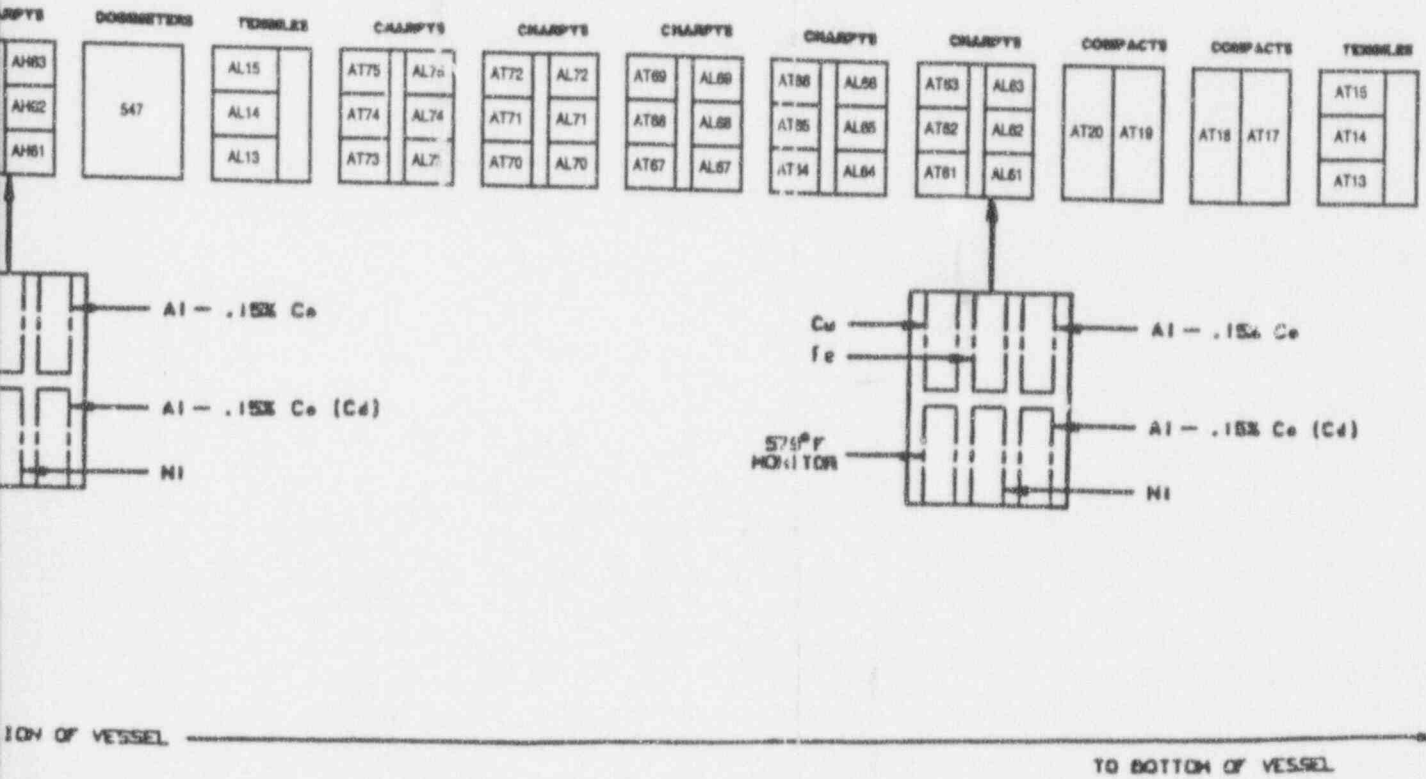 DOSIMETERS
TENSILES
CHARPYS
CHARPYS
CHARPYS
CHARPYS
CHARPYS
COMPACTS
COMPACTS
TENSILES
AH63
AH62
AH61
547
AL15
AL14
AL13
AT75
AT74 AL74
AT73
AT72 AL72
AT71 AL71
AT70 AL70
AT69 AL69
AT68 AL68
AT67 AL67
AT66 AL66
AT65 AL65
AL64
AT63 AL63
AT62 AL62
AT61 AL61
AT20 AT19
AT18 AT17
AT15
AT14
AT13
Al - .15% Co
Al - .15% Co (Cd)
Ni
Cu
Fe
MONITOR
Al - .15% Co
Al - .15% Co (Cd)
Ni
ION OF VESSEL
TO BOTTOM OF VESSEL